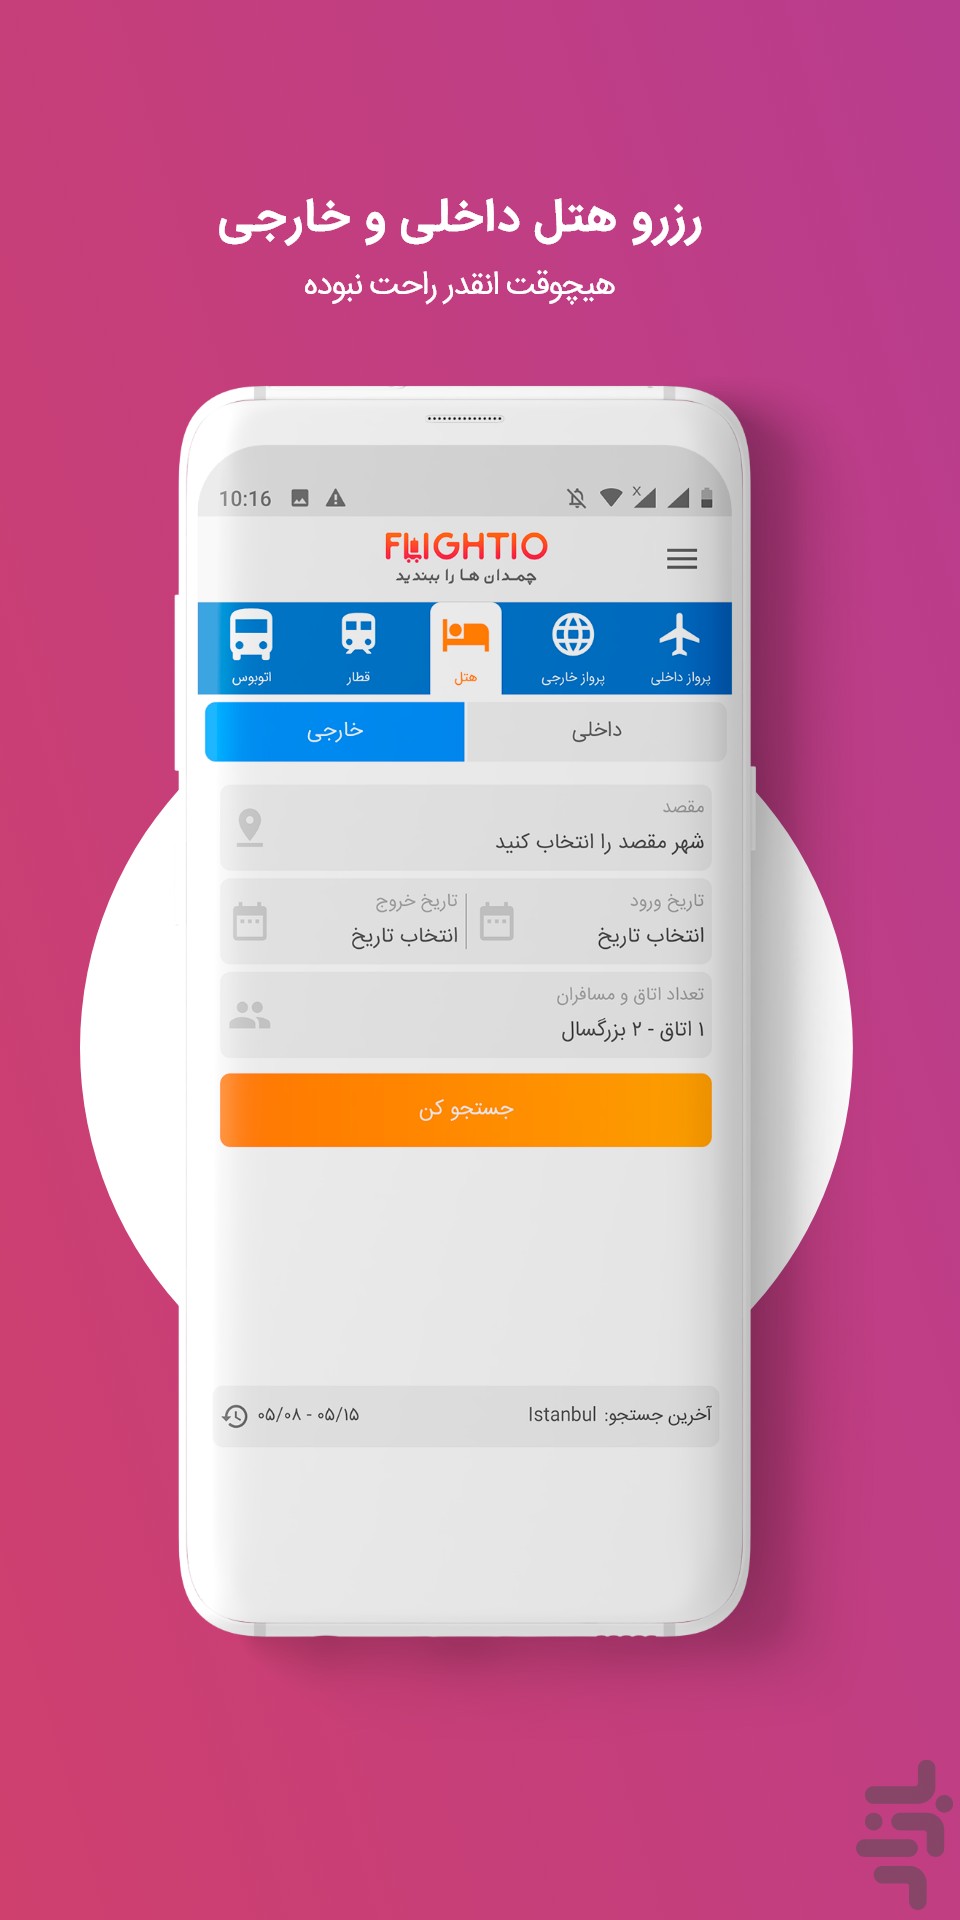 رزرو هتل داخلی و خارجی
هیچوقت انقدر راحت نبوده
10:16
FLIGHTIO
چمدان ها را ببندید
پرواز داخلی
پرواز خارجی
هتل
قطار
اتوبوس
داخلی
خارجی
مقصد
شهر مقصد را انتخاب کنید
تاریخ ورود
انتخاب تاریخ
تاریخ خروج
انتخاب تاریخ
تعداد اتاق و مسافران
۱ اتاق - ۲ بزرگسال
جستجو کن
آخرین جستجو: Istanbul
۰۵/۰۸ - ۰۵/۱۵
بازار